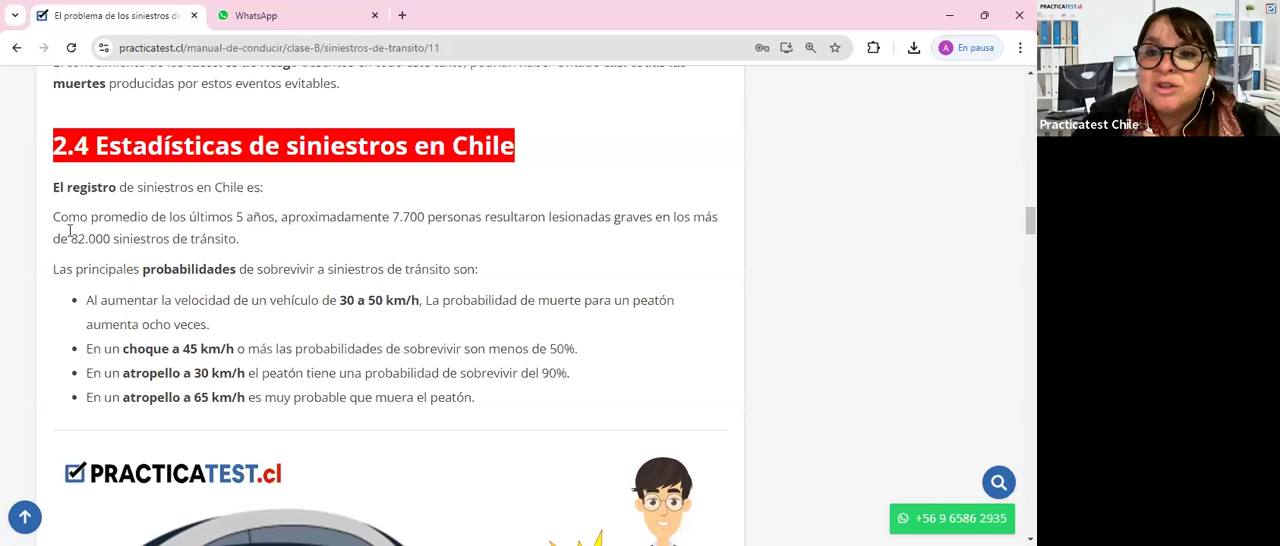 El problema de los siniestros de
WhatsApp
practicatest.cl/manual-de-conducir/clase-B/siniestros-de-transito/11
A
En pausa
PRACTICATEST.cl
Practicatest Chile
muertes producidas por estos eventos evitables.
2.4 Estadísticas de siniestros en Chile
El registro de siniestros en Chile es:
Como promedio de los últimos 5 años, aproximadamente 7.700 personas resultaron lesionadas graves en los más
de 82.000 siniestros de tránsito.
Las principales probabilidades de sobrevivir a siniestros de tránsito son:
Al aumentar la velocidad de un vehículo de 30 a 50 km/h, La probabilidad de muerte para un peatón
aumenta ocho veces.
En un choque a 45 km/h o más las probabilidades de sobrevivir son menos de 50%.
En un atropello a 30 km/h el peatón tiene una probabilidad de sobrevivir del 90%.
En un atropello a 65 km/h es muy probable que muera el peatón.
PRACTICATEST.cl
+56 9 6586 2935